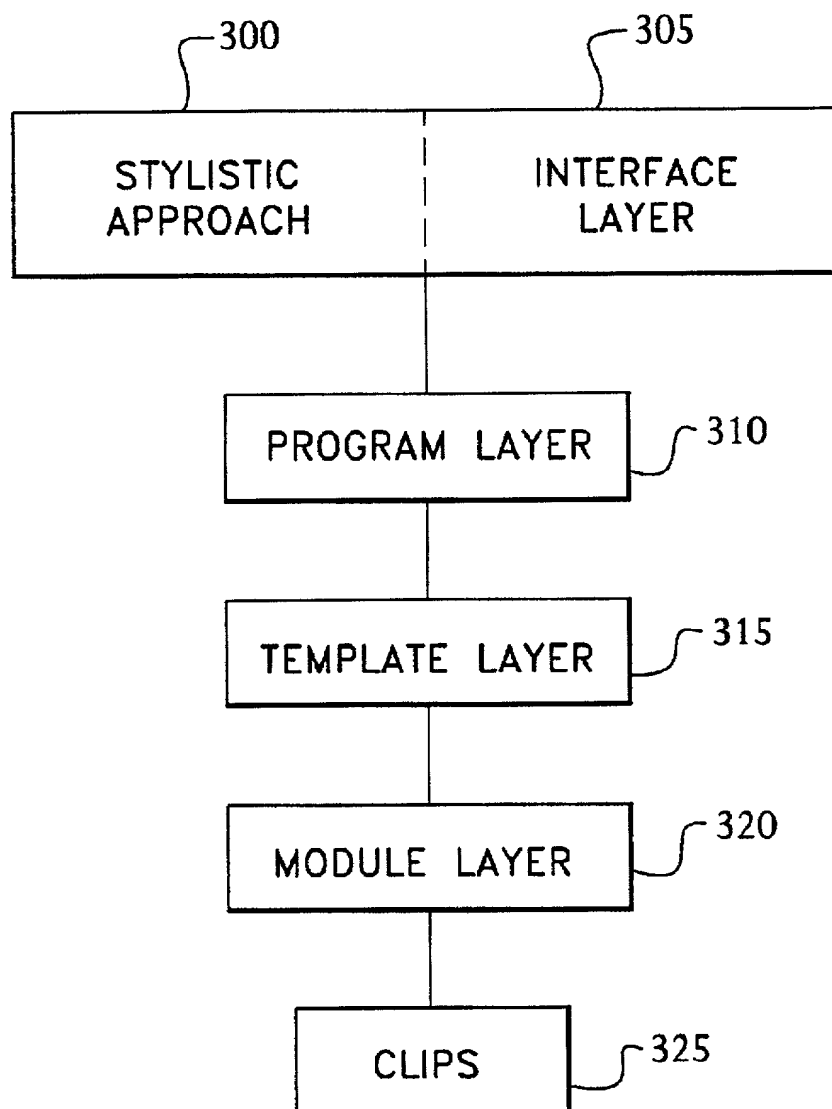 300
305
STYLISTIC
APPROACH
INTERFACE
LAYER
PROGRAM LAYER
310
TEMPLATE LAYER
315
MODULE LAYER
320
CLIPS
325